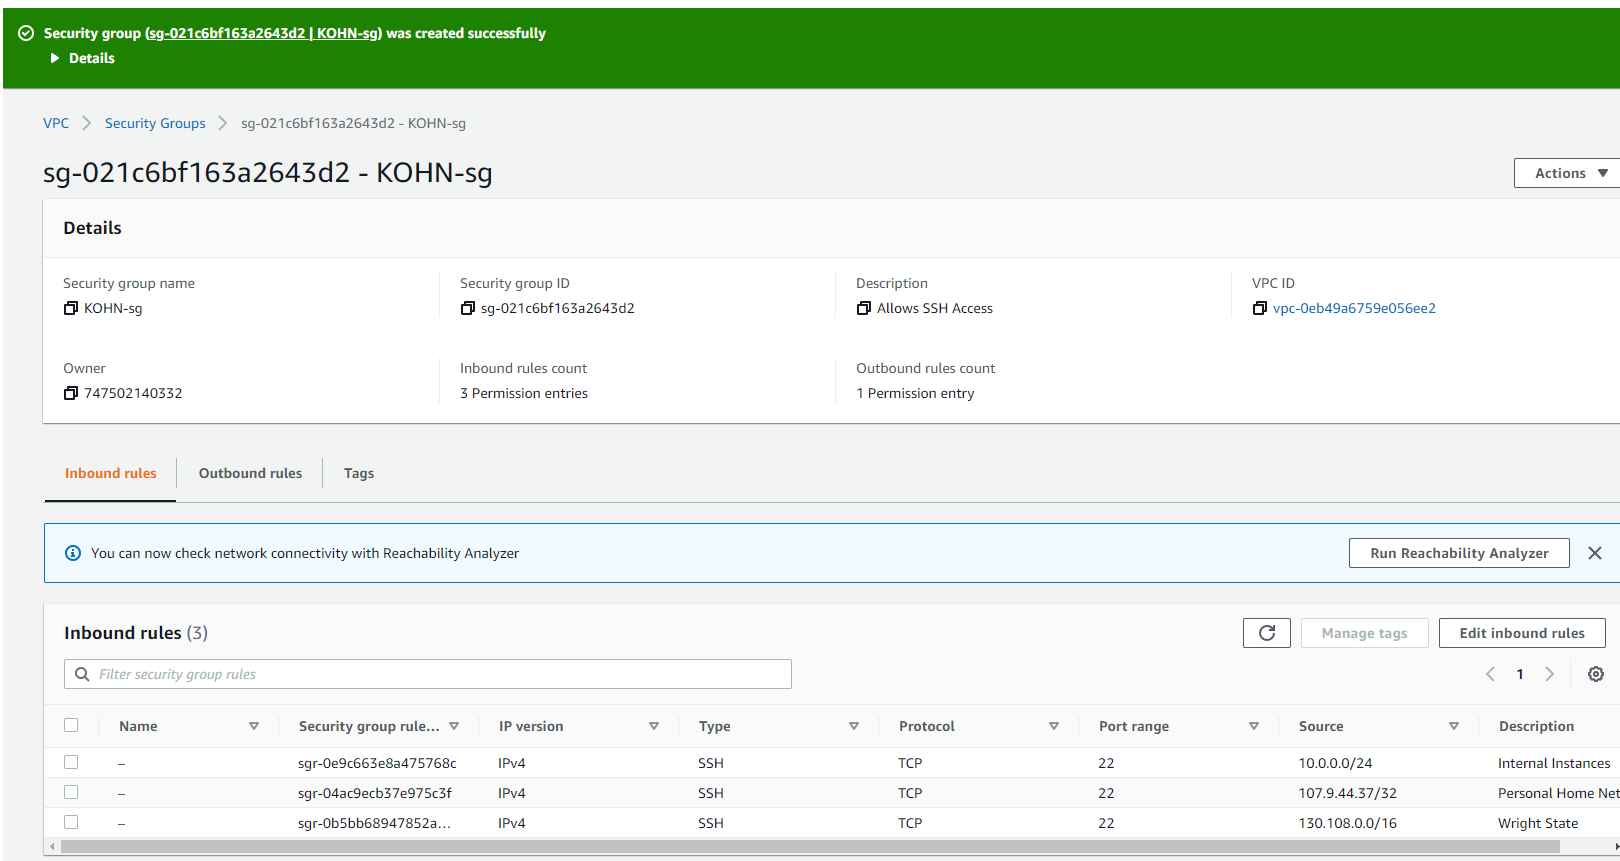 Security group (sg-021c6bf163a2643d2 | KOHN-sg) was created successfully
Details
VPC Security Groups sg-021c6bf163a2643d2 - KOHN-sg
sg-021c6bf163a2643d2 - KOHN-sg Actions
Details
Security group name Security group ID Description VPC ID
KOHN-sg sg-021c6bf163a2643d2 Allows SSH Access vpc-0eb49a6759e056ee2
Owner Inbound rules count Outbound rules count
747502140332 3 Permission entries 1 Permission entry
Inbound rules Outbound rules Tags
You can now check network connectivity with Reachability Analyzer Run Reachability Analyzer
Inbound rules (3) Manage tags Edit inbound rules
Filter security group rules 1
Name Security group rule... IP version Type Protocol Port range Source Description
– sgr-0e9c663e8a475768c IPv4 SSH TCP 22 10.0.0.0/24 Internal Instances
– sgr-04ac9ecb37e975c3f IPv4 SSH TCP 22 107.9.44.37/32 Personal Home Net
– sgr-0b5bb68947852a... IPv4 SSH TCP 22 130.108.0.0/16 Wright State